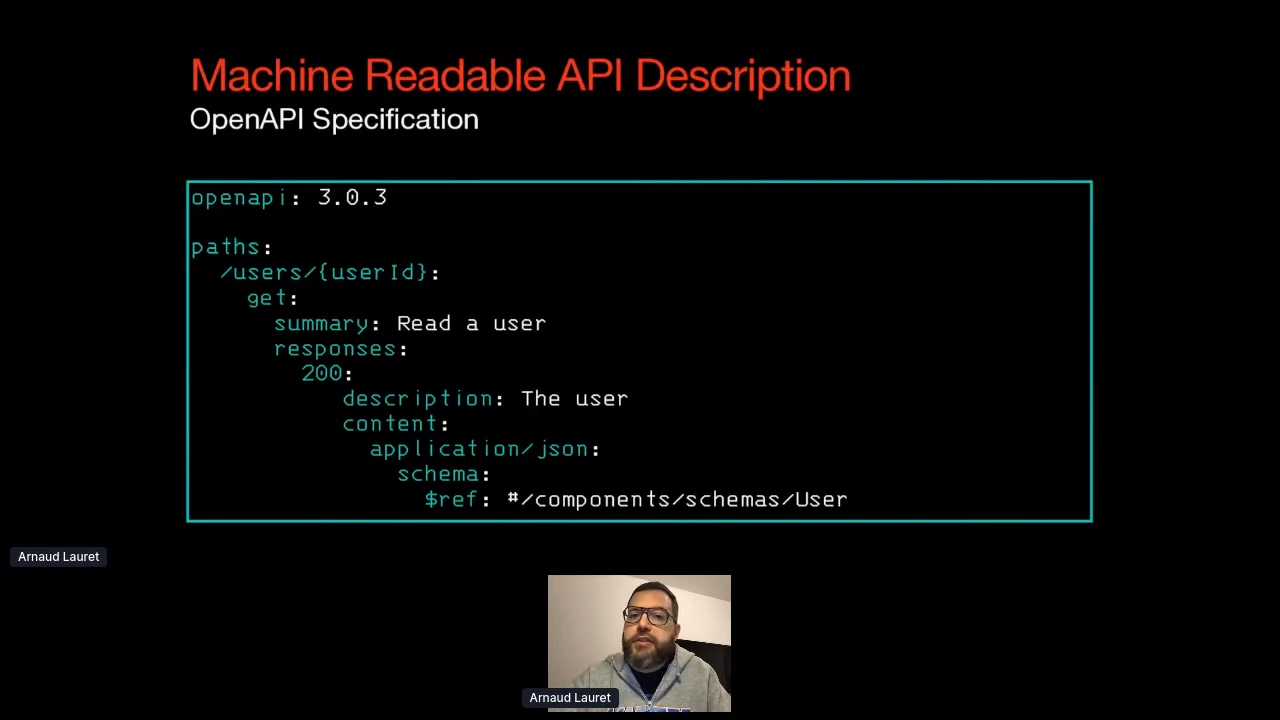 Machine Readable API Description
OpenAPI Specification
openapi: 3.0.3
paths:
/users/{userId}:
get:
summary: Read a user
responses:
200:
description: The user
content:
application/json:
schema:
$ref: #/components/schemas/User
Arnaud Lauret
Arnaud Lauret